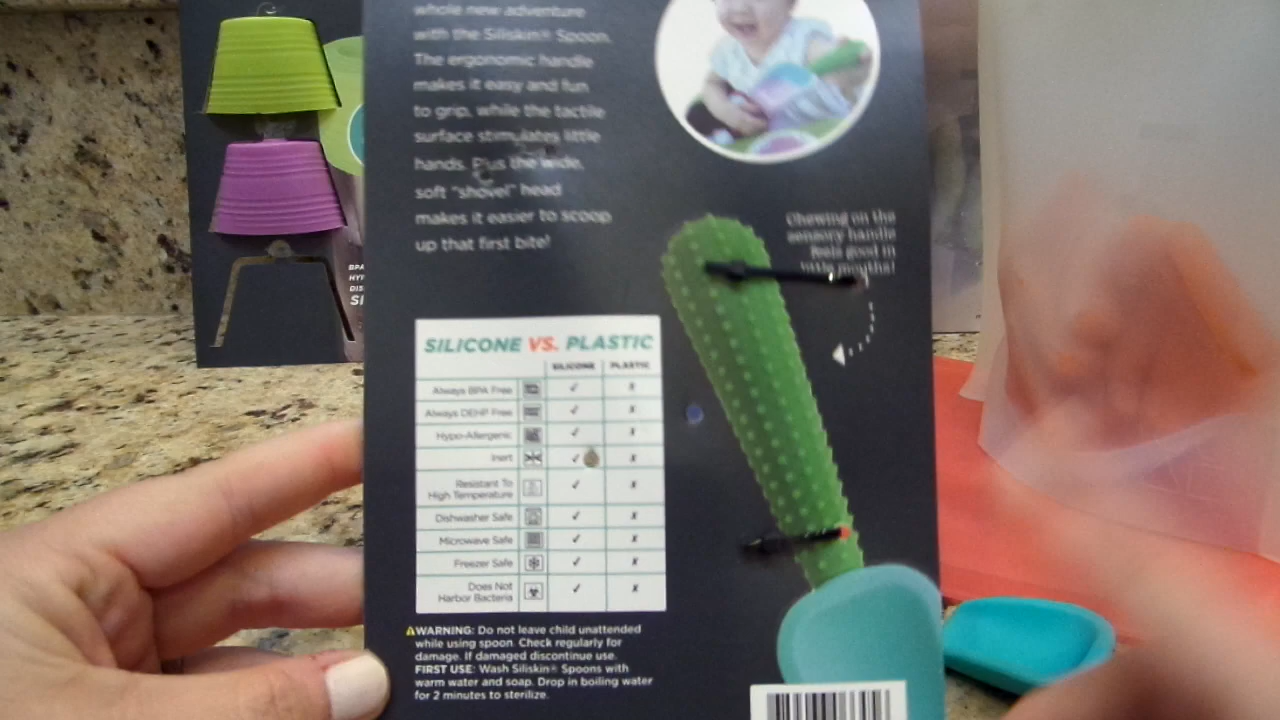 whole new adventure
with the Siliskin® Spoon.
The ergonomic handle
makes it easy and fun
to grip, while the tactile
surface stimulates little
hands. Plus the wide,
soft "shovel" head
makes it easier to scoop
up that first bite!
Chewing on the
sensory handle
feels good in
little mouths!
SILICONE VS. PLASTIC
SILICONE PLASTIC
Always BPA Free ✓ x
Always DEHP Free ✓ x
Hypo-Allergenic ✓ x
Inert ✓ x
Resistant To
High Temperature ✓ x
Dishwasher Safe ✓ x
Microwave Safe ✓ x
Freezer Safe ✓ x
Does Not
Harbor Bacteria ✓ x
WARNING: Do not leave child unattended
while using spoon. Check regularly for
damage. If damaged discontinue use.
FIRST USE: Wash Siliskin® Spoons with
warm water and soap. Drop in boiling water
for 2 minutes to sterilize.
BPA
HYP
DIS
SI